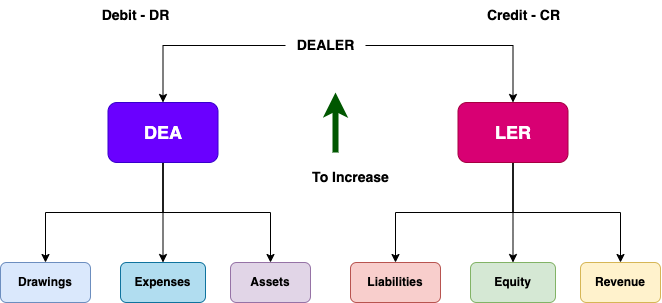 Debit - DR
Credit - CR
DEALER
DEA
LER
To Increase
Drawings
Expenses
Assets
Liabilities
Equity
Revenue